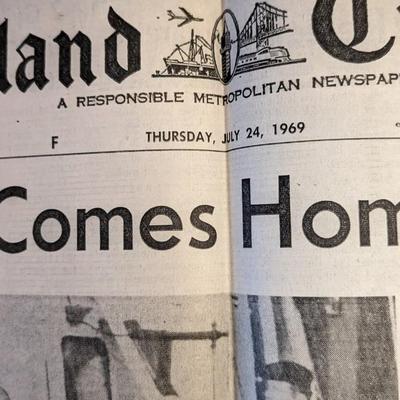 land T
A RESPONSIBLE METROPOLITAN NEWSPAP
F THURSDAY, JULY 24, 1969
Comes Hom